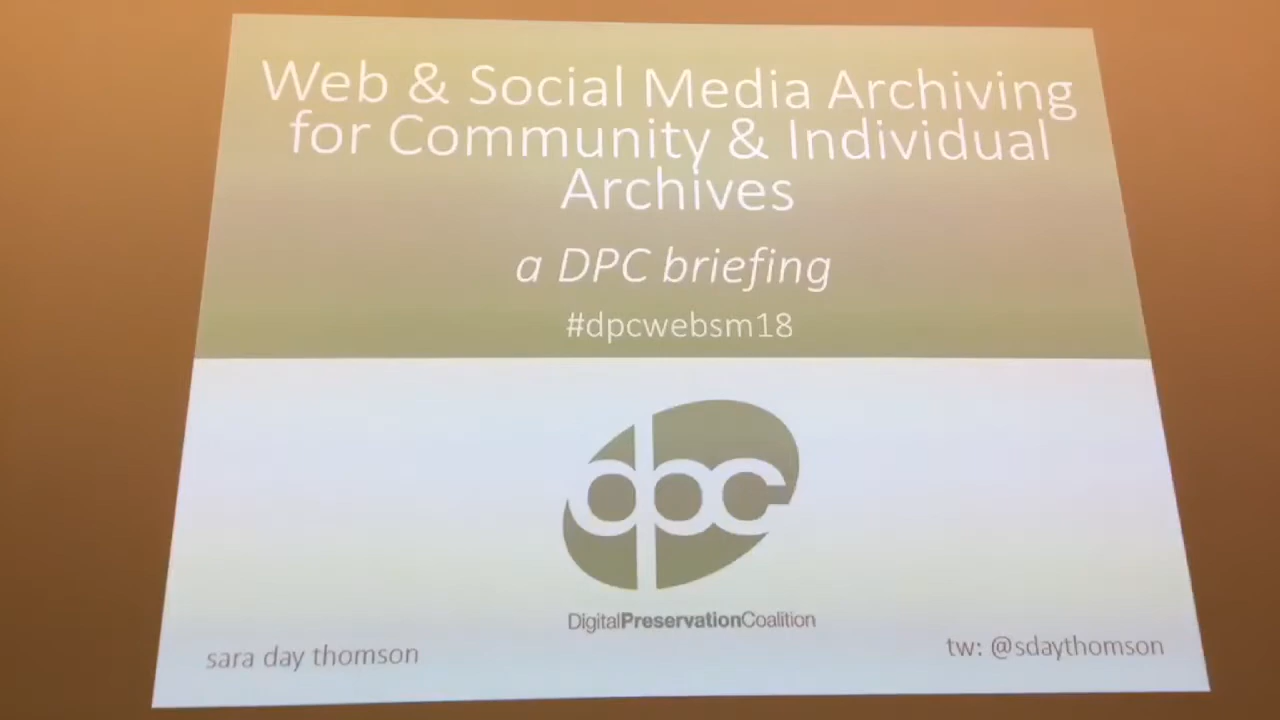 Web & Social Media Archiving
for Community & Individual
Archives
a DPC briefing
#dpcwebsm18
dpc
DigitalPreservationCoalition
sara day thomson
tw: @sdaythomson